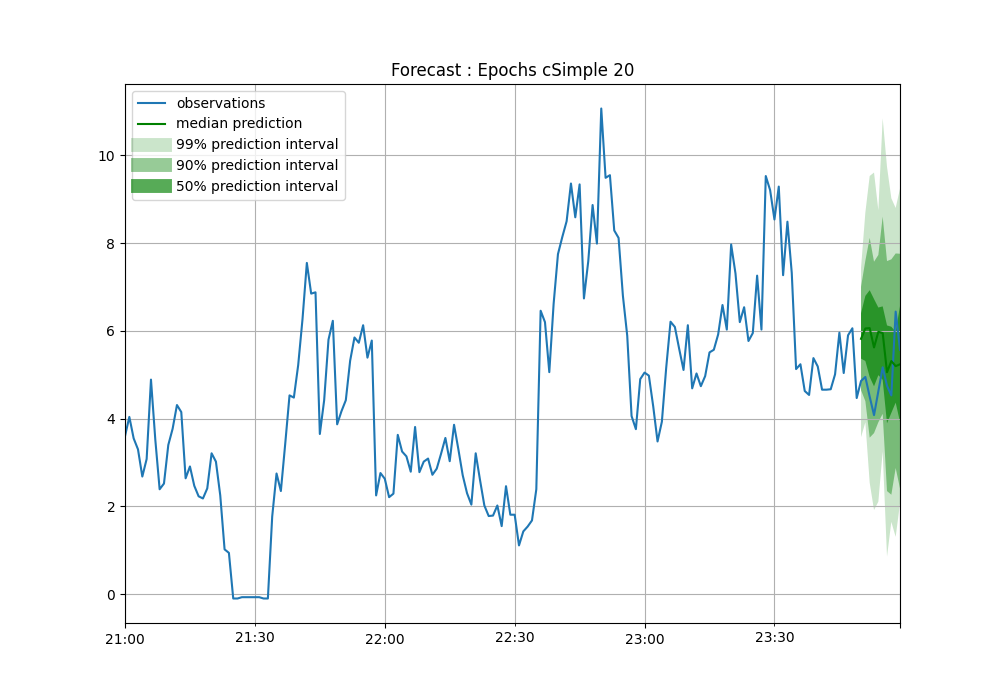 Forecast : Epochs cSimple 20
observations
median prediction
99% prediction interval
90% prediction interval
50% prediction interval
10
8
6
4
2
0
21:00
21:30
22:00
22:30
23:00
23:30